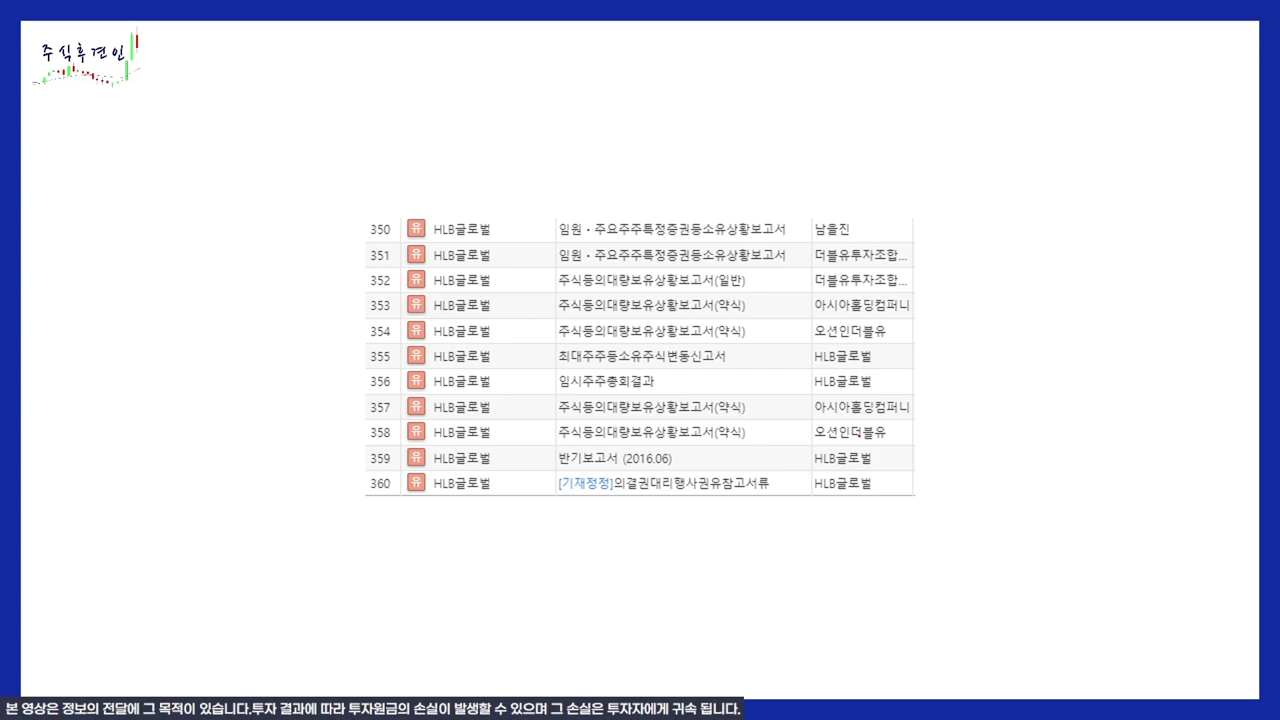 주식후견인
350 유 HLB글로벌 임원ㆍ주요주주특정증권등소유상황보고서 남을진
351 유 HLB글로벌 임원ㆍ주요주주특정증권등소유상황보고서 더블유투자조합...
352 유 HLB글로벌 주식등의대량보유상황보고서(일반) 더블유투자조합...
353 유 HLB글로벌 주식등의대량보유상황보고서(약식) 아시아홀딩컴퍼니
354 유 HLB글로벌 주식등의대량보유상황보고서(약식) 오션인더블유
355 유 HLB글로벌 최대주주등소유주식변동신고서 HLB글로벌
356 유 HLB글로벌 임시주주총회결과 HLB글로벌
357 유 HLB글로벌 주식등의대량보유상황보고서(약식) 아시아홀딩컴퍼니
358 유 HLB글로벌 주식등의대량보유상황보고서(약식) 오션인더블유
359 유 HLB글로벌 반기보고서 (2016.06) HLB글로벌
360 유 HLB글로벌 [기재정정]의결권대리행사권유참고서류 HLB글로벌
본 영상은 정보의 전달에 그 목적이 있습니다.투자 결과에 따라 투자원금의 손실이 발생할 수 있으며 그 손실은 투자자에게 귀속 됩니다.